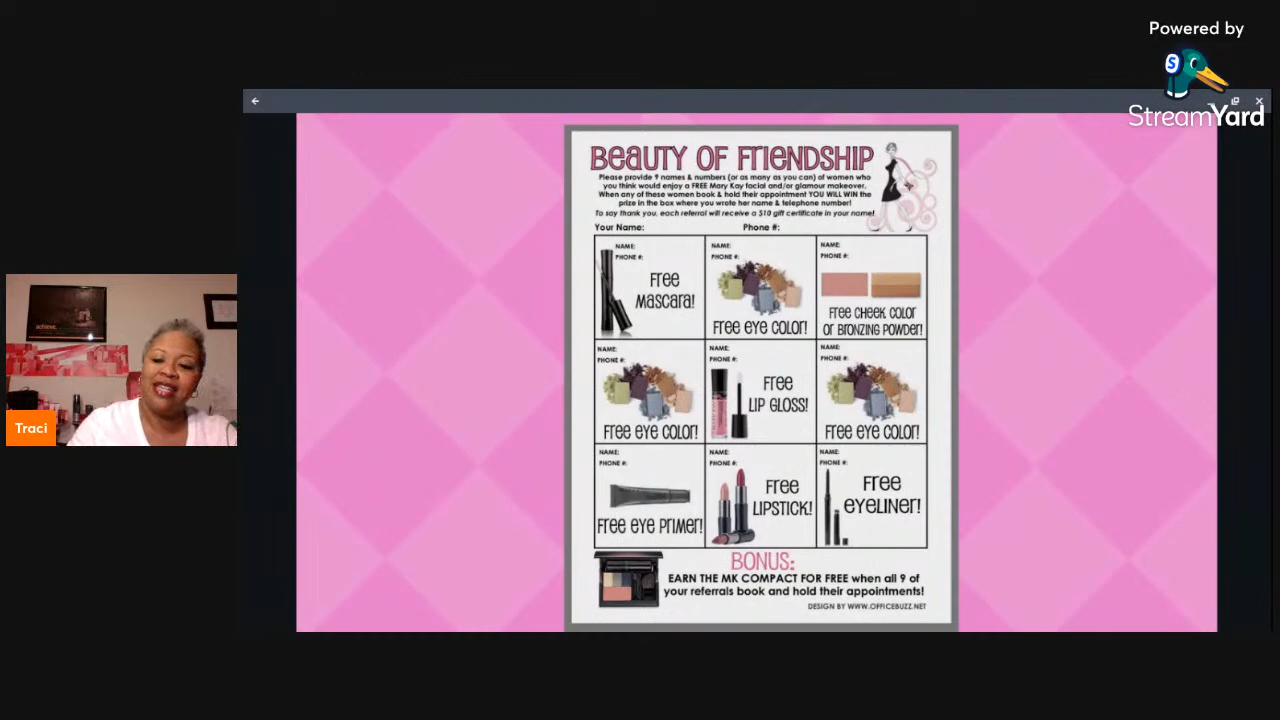 Powered by
StreamYard
BEAUTY OF FRIENDSHIP
Please provide 9 names & numbers (or as many as you can) of women who
you think would enjoy a FREE Mary Kay facial and/or glamour makeover.
When any of these women book & hold their appointment YOU WILL WIN the
prize in the box where you wrote her name & telephone number!
To say thank you, each referral will receive a $10 gift certificate in your name!
Your Name: Phone #:
NAME:
PHONE #:
FREE
MASCARA!
NAME:
PHONE #:
FREE EYE COLOR!
NAME:
PHONE #:
FREE CHEEK COLOR
OR BRONZING POWDER!
NAME:
PHONE #:
FREE EYE COLOR!
NAME:
PHONE #:
FREE
LIP GLOSS!
NAME:
PHONE #:
FREE EYE COLOR!
NAME:
PHONE #:
FREE EYE PRIMER!
NAME:
PHONE #:
FREE
LIPSTICK!
NAME:
PHONE #:
FREE
EYELINER!
BONUS:
EARN THE MK COMPACT FOR FREE when all 9 of
your referrals book and hold their appointments!
DESIGN BY WWW.OFFICEBUZZ.NET
achieve.
Traci